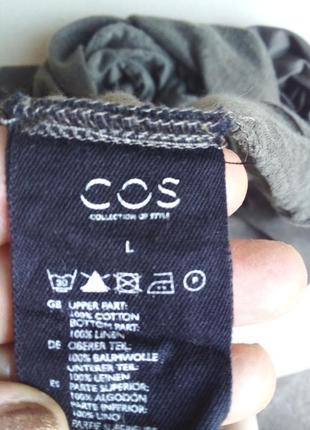 COS
COLLECTION OF STYLE
L
30
P
GB UPPER PART:
100% COTTON
BOTTOM PART:
100% LINEN
DE OBERER TEIL:
100% BAUMWOLLE
UNTERER TEIL:
100% LEINEN
ES PARTE SUPERIOR:
100% ALGODÓN
PARTE INFERIOR:
100% LINO